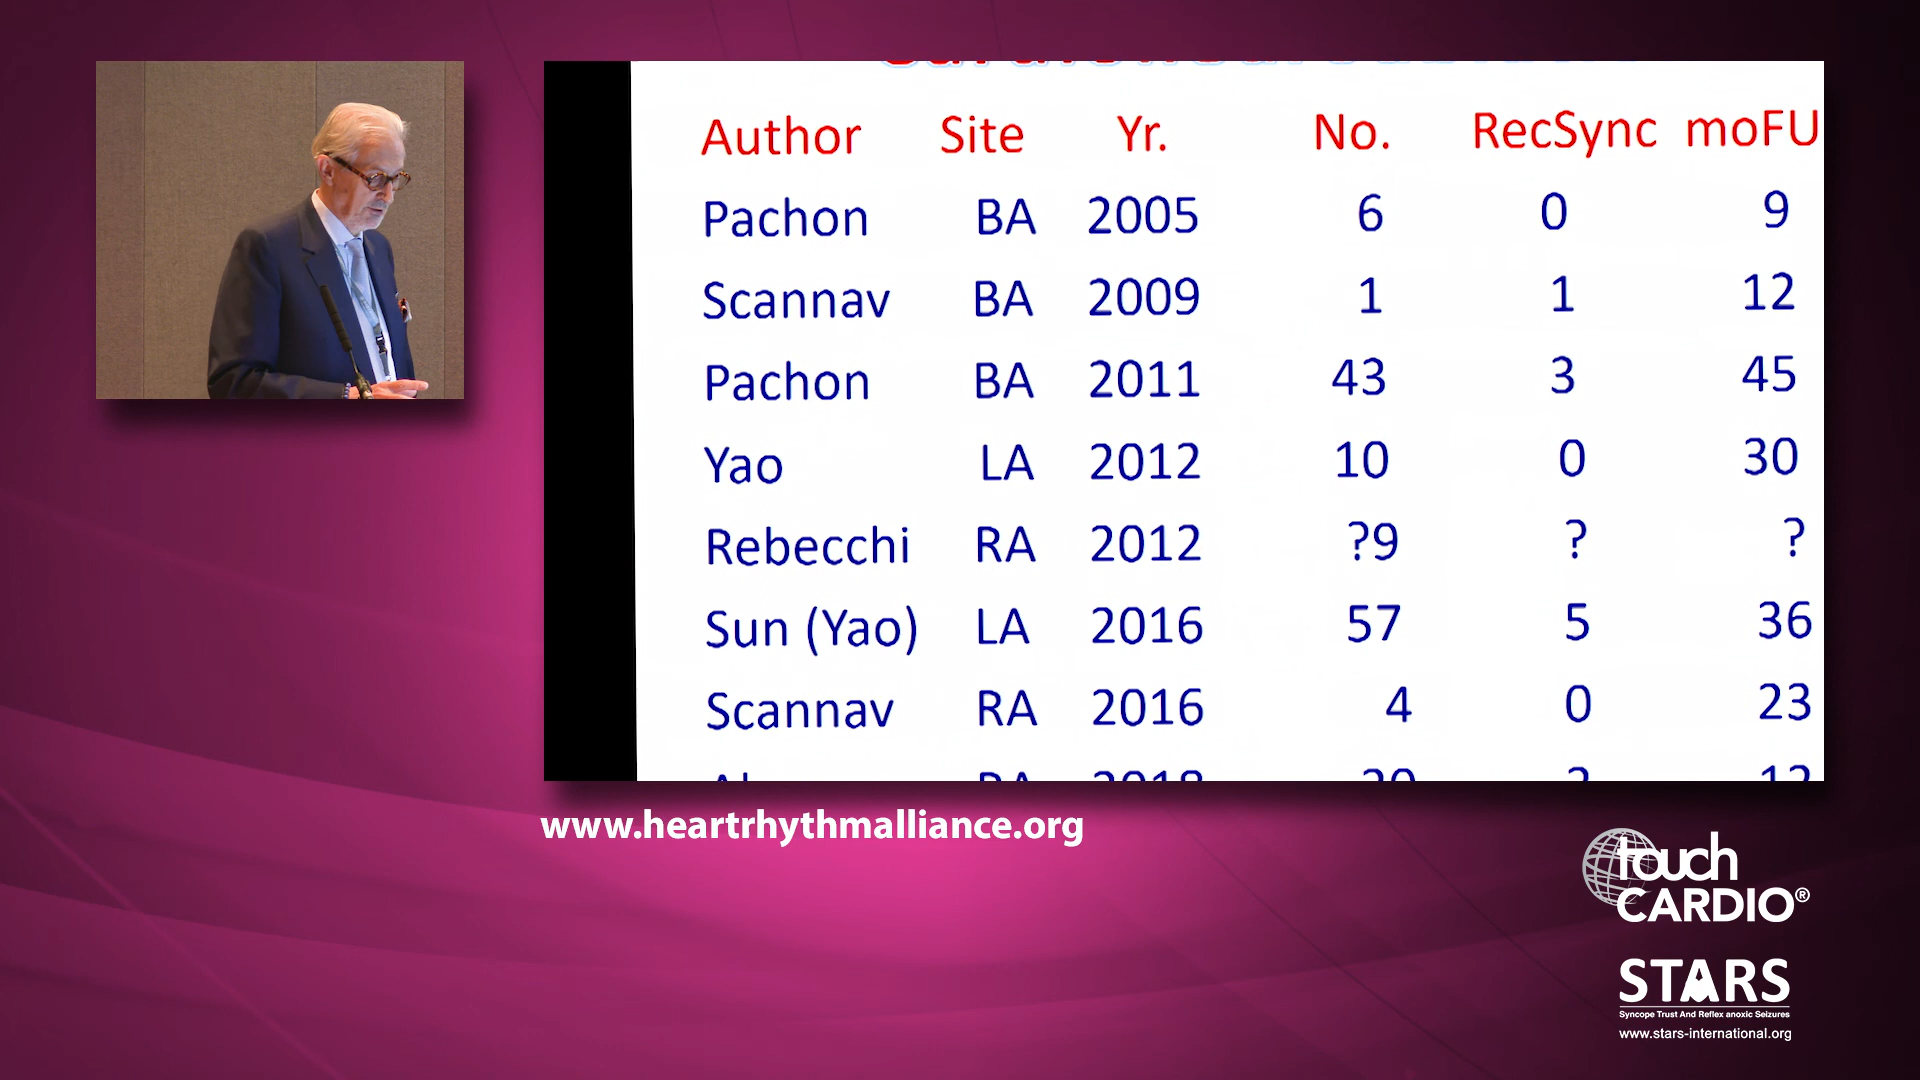 Author Site Yr. No. RecSync moFU
Pachon BA 2005 6 0 9
Scannav BA 2009 1 1 12
Pachon BA 2011 43 3 45
Yao LA 2012 10 0 30
Rebecchi RA 2012 ?9 ? ?
Sun (Yao) LA 2016 57 5 36
Scannav RA 2016 4 0 23
www.heartrhythmalliance.org
touch
CARDIO®
STARS
Syncope Trust And Reflex anoxic Seizures
www.stars-international.org